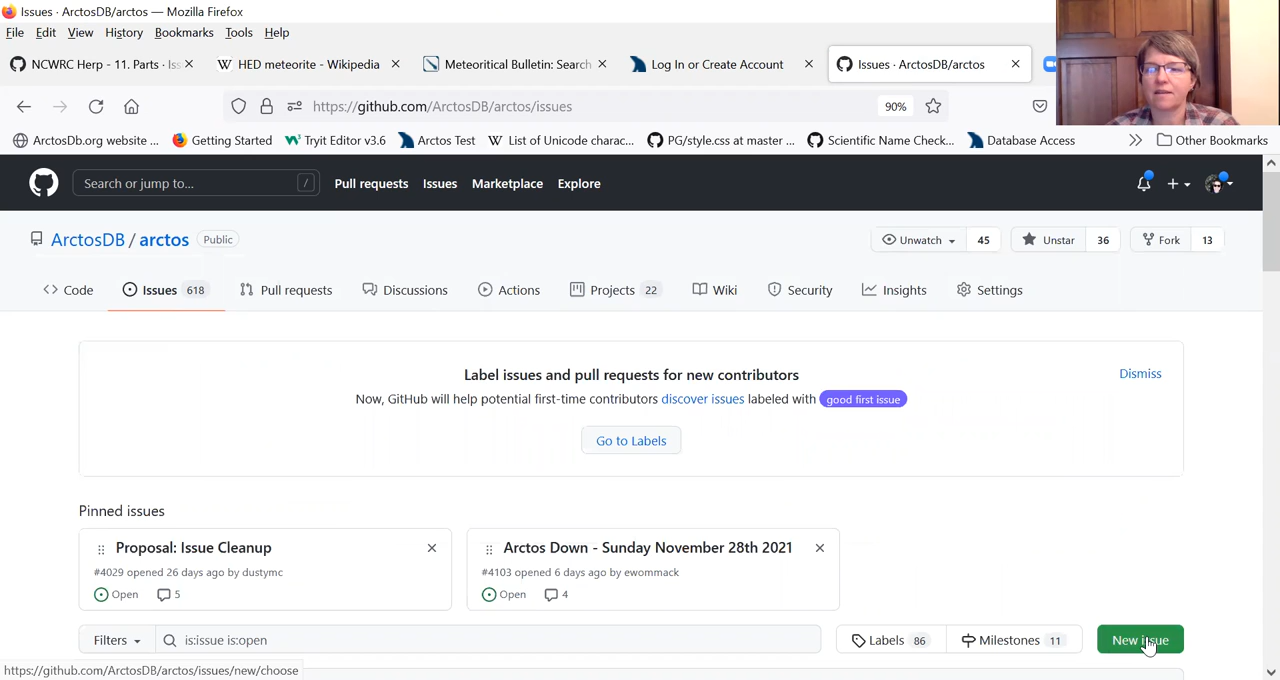 Issues · ArctosDB/arctos — Mozilla Firefox
File Edit View History Bookmarks Tools Help
NCWRC Herp - 11. Parts · Iss HED meteorite - Wikipedia Meteoritical Bulletin: Search Log In or Create Account Issues · ArctosDB/arctos
https://github.com/ArctosDB/arctos/issues 90%
ArctosDb.org website ... Getting Started Tryit Editor v3.6 Arctos Test List of Unicode charac... PG/style.css at master ... Scientific Name Check... Database Access Other Bookmarks
Search or jump to... / Pull requests Issues Marketplace Explore
ArctosDB / arctos Public Unwatch 45 Unstar 36 Fork 13
Code Issues 618 Pull requests Discussions Actions Projects 22 Wiki Security Insights Settings
Label issues and pull requests for new contributors Dismiss
Now, GitHub will help potential first-time contributors discover issues labeled with good first issue
Go to Labels
Pinned issues
Proposal: Issue Cleanup
#4029 opened 26 days ago by dustymc
Open 5
Arctos Down - Sunday November 28th 2021
#4103 opened 6 days ago by ewommack
Open 4
Filters is:issue is:open Labels 86 Milestones 11 New issue
https://github.com/ArctosDB/arctos/issues/new/choose